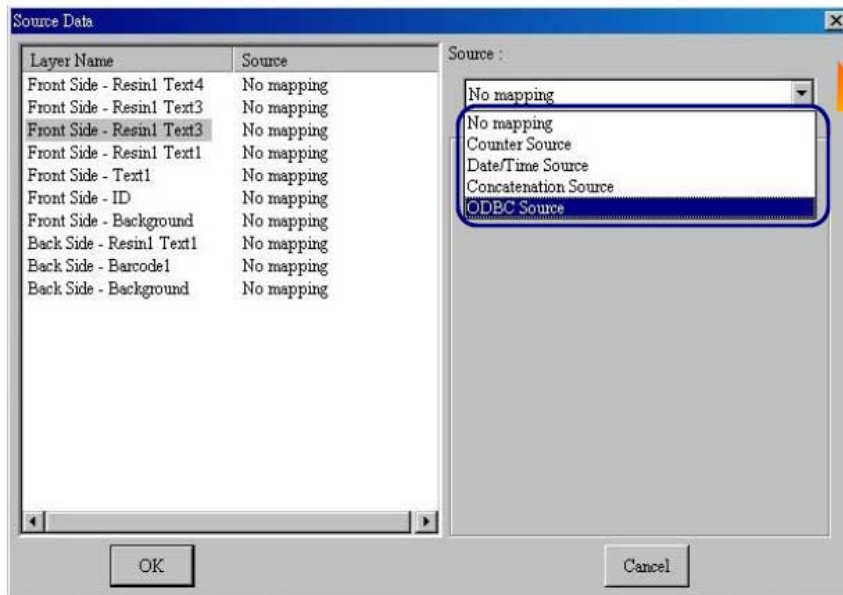 Source Data
Layer Name Source
Front Side - Resin1 Text4 No mapping
Front Side - Resin1 Text3 No mapping
Front Side - Resin1 Text3 No mapping
Front Side - Resin1 Text1 No mapping
Front Side - Text1 No mapping
Front Side - ID No mapping
Front Side - Background No mapping
Back Side - Resin1 Text1 No mapping
Back Side - Barcode1 No mapping
Back Side - Background No mapping
Source :
No mapping
No mapping
Counter Source
Date/Time Source
Concatenation Source
ODBC Source
OK
Cancel